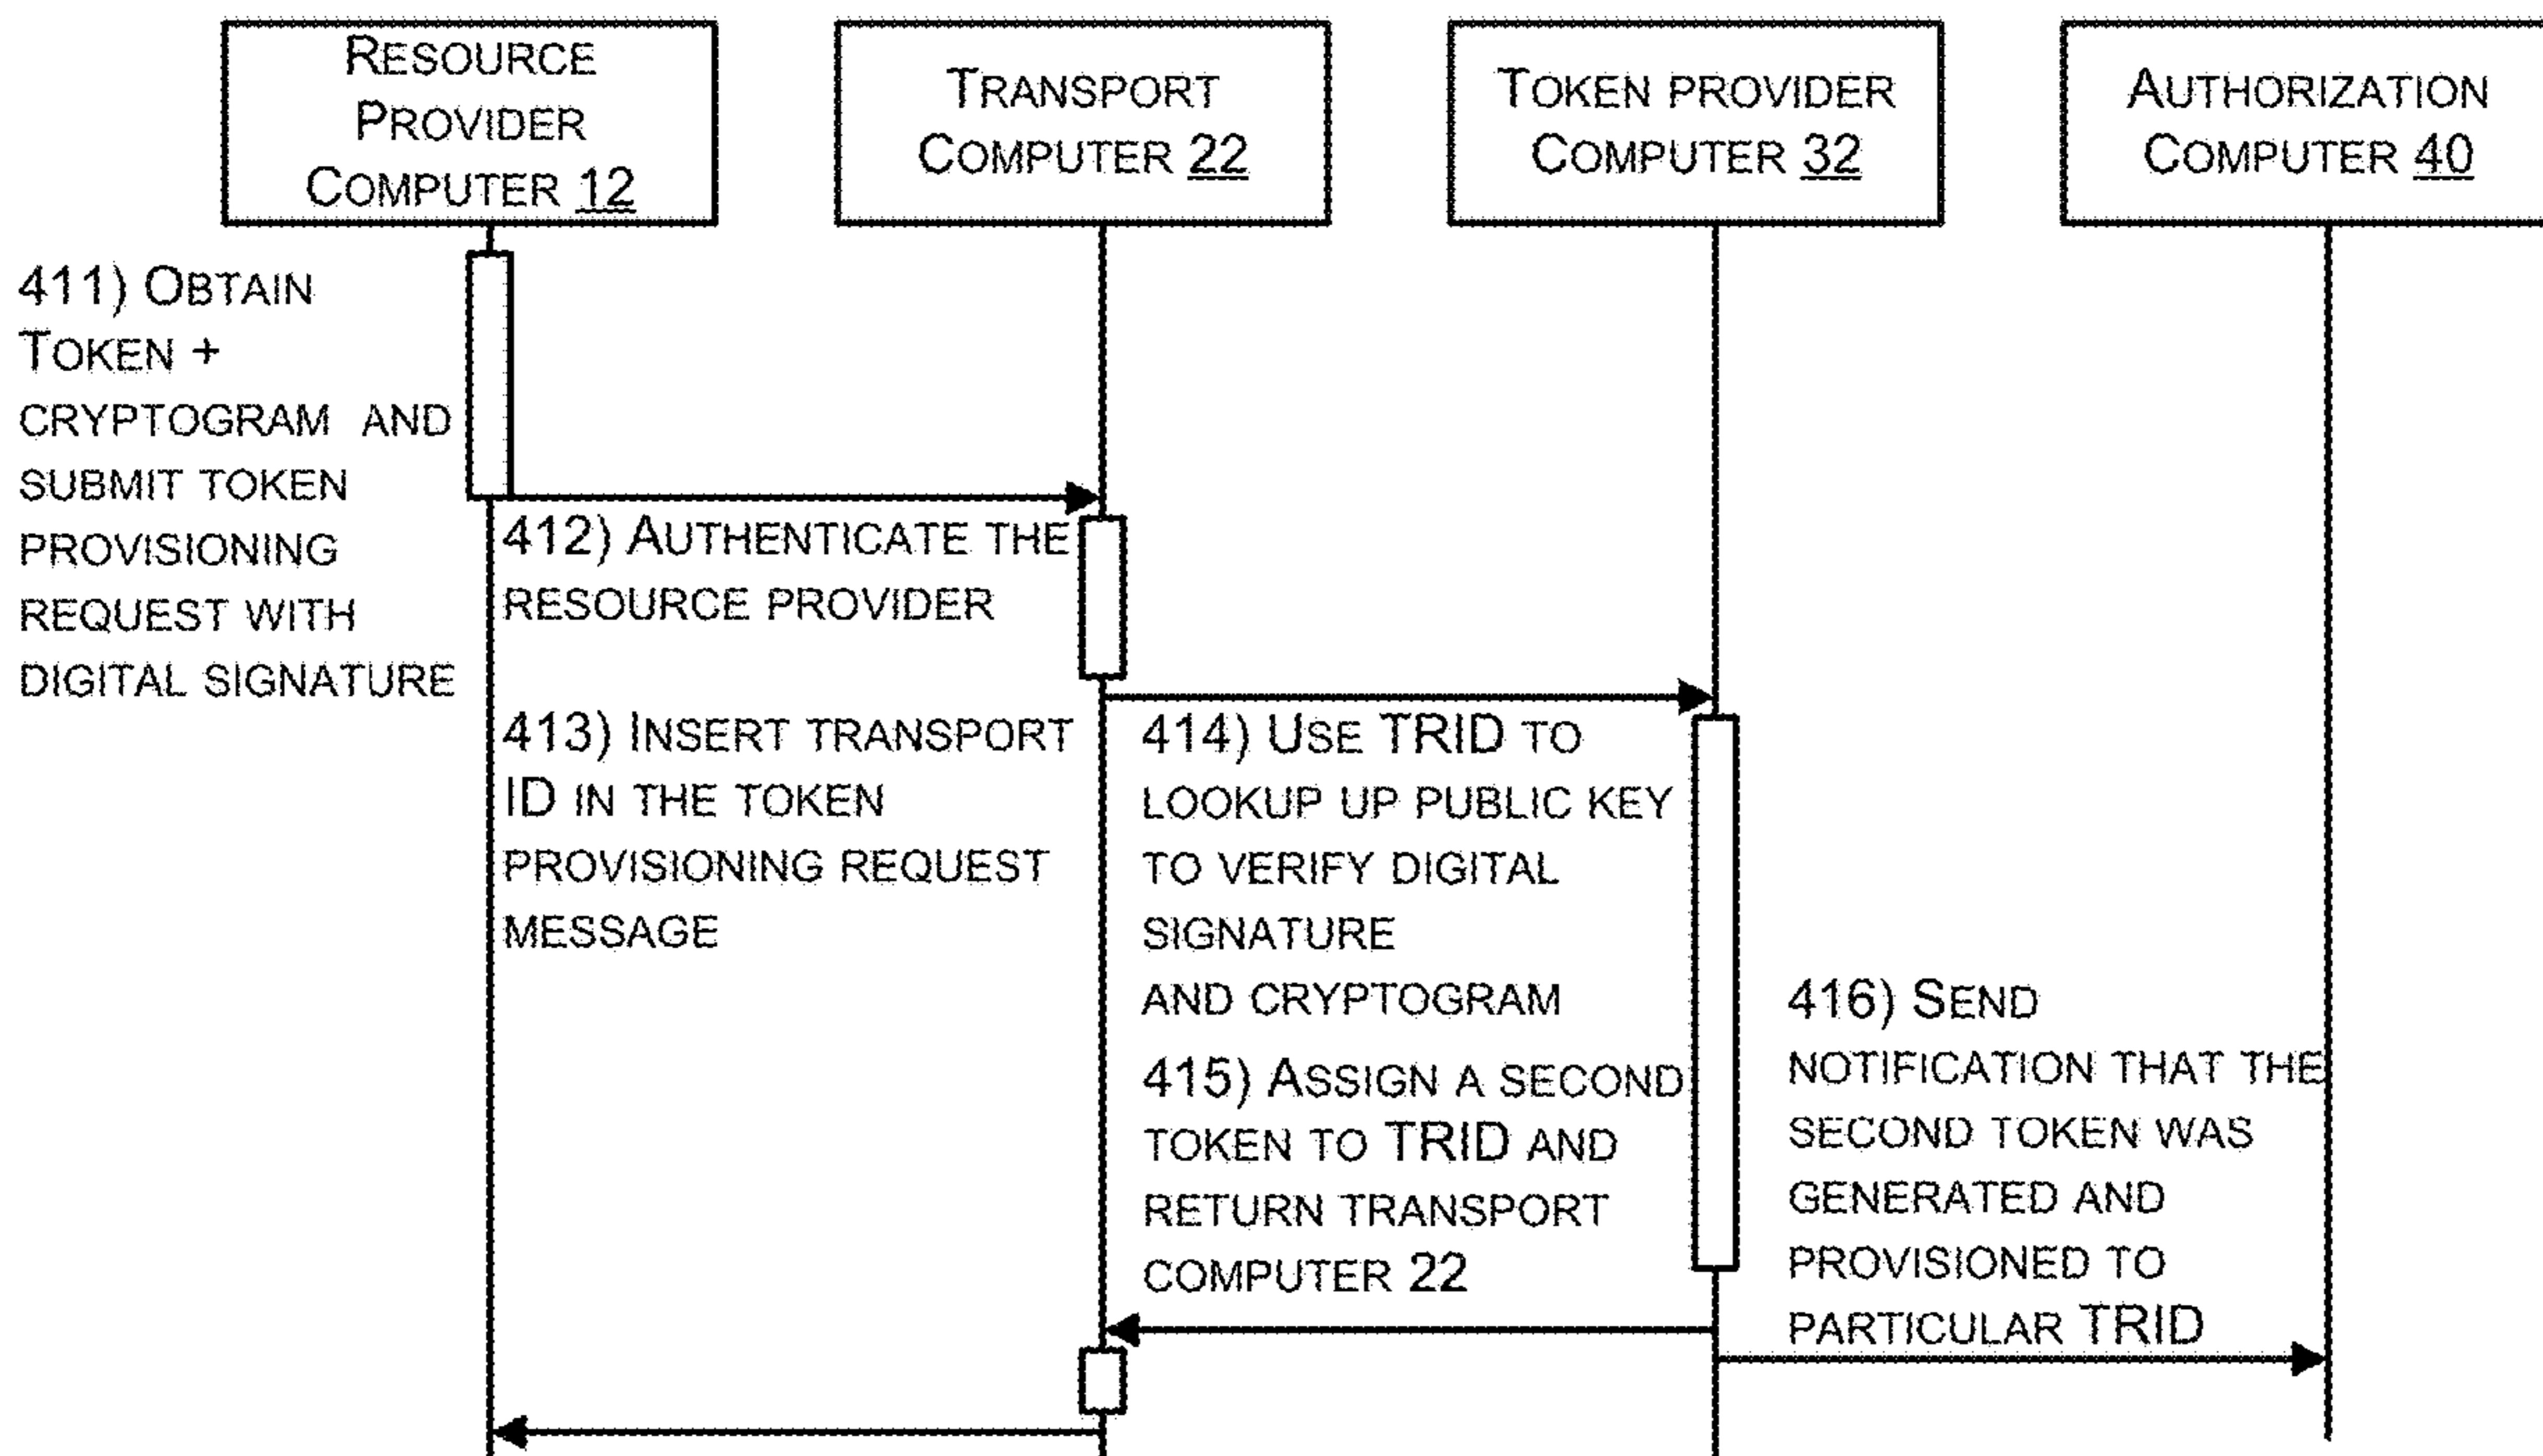 RESOURCE
PROVIDER
COMPUTER 12
TRANSPORT
COMPUTER 22
TOKEN PROVIDER
COMPUTER 32
AUTHORIZATION
COMPUTER 40
411) OBTAIN
TOKEN +
CRYPTOGRAM AND
SUBMIT TOKEN
PROVISIONING
REQUEST WITH
DIGITAL SIGNATURE
412) AUTHENTICATE THE
RESOURCE PROVIDER
413) INSERT TRANSPORT
ID IN THE TOKEN
PROVISIONING REQUEST
MESSAGE
414) USE TRID TO
LOOKUP UP PUBLIC KEY
TO VERIFY DIGITAL
SIGNATURE
AND CRYPTOGRAM
415) ASSIGN A SECOND
TOKEN TO TRID AND
RETURN TRANSPORT
COMPUTER 22
416) SEND
NOTIFICATION THAT THE
SECOND TOKEN WAS
GENERATED AND
PROVISIONED TO
PARTICULAR TRID